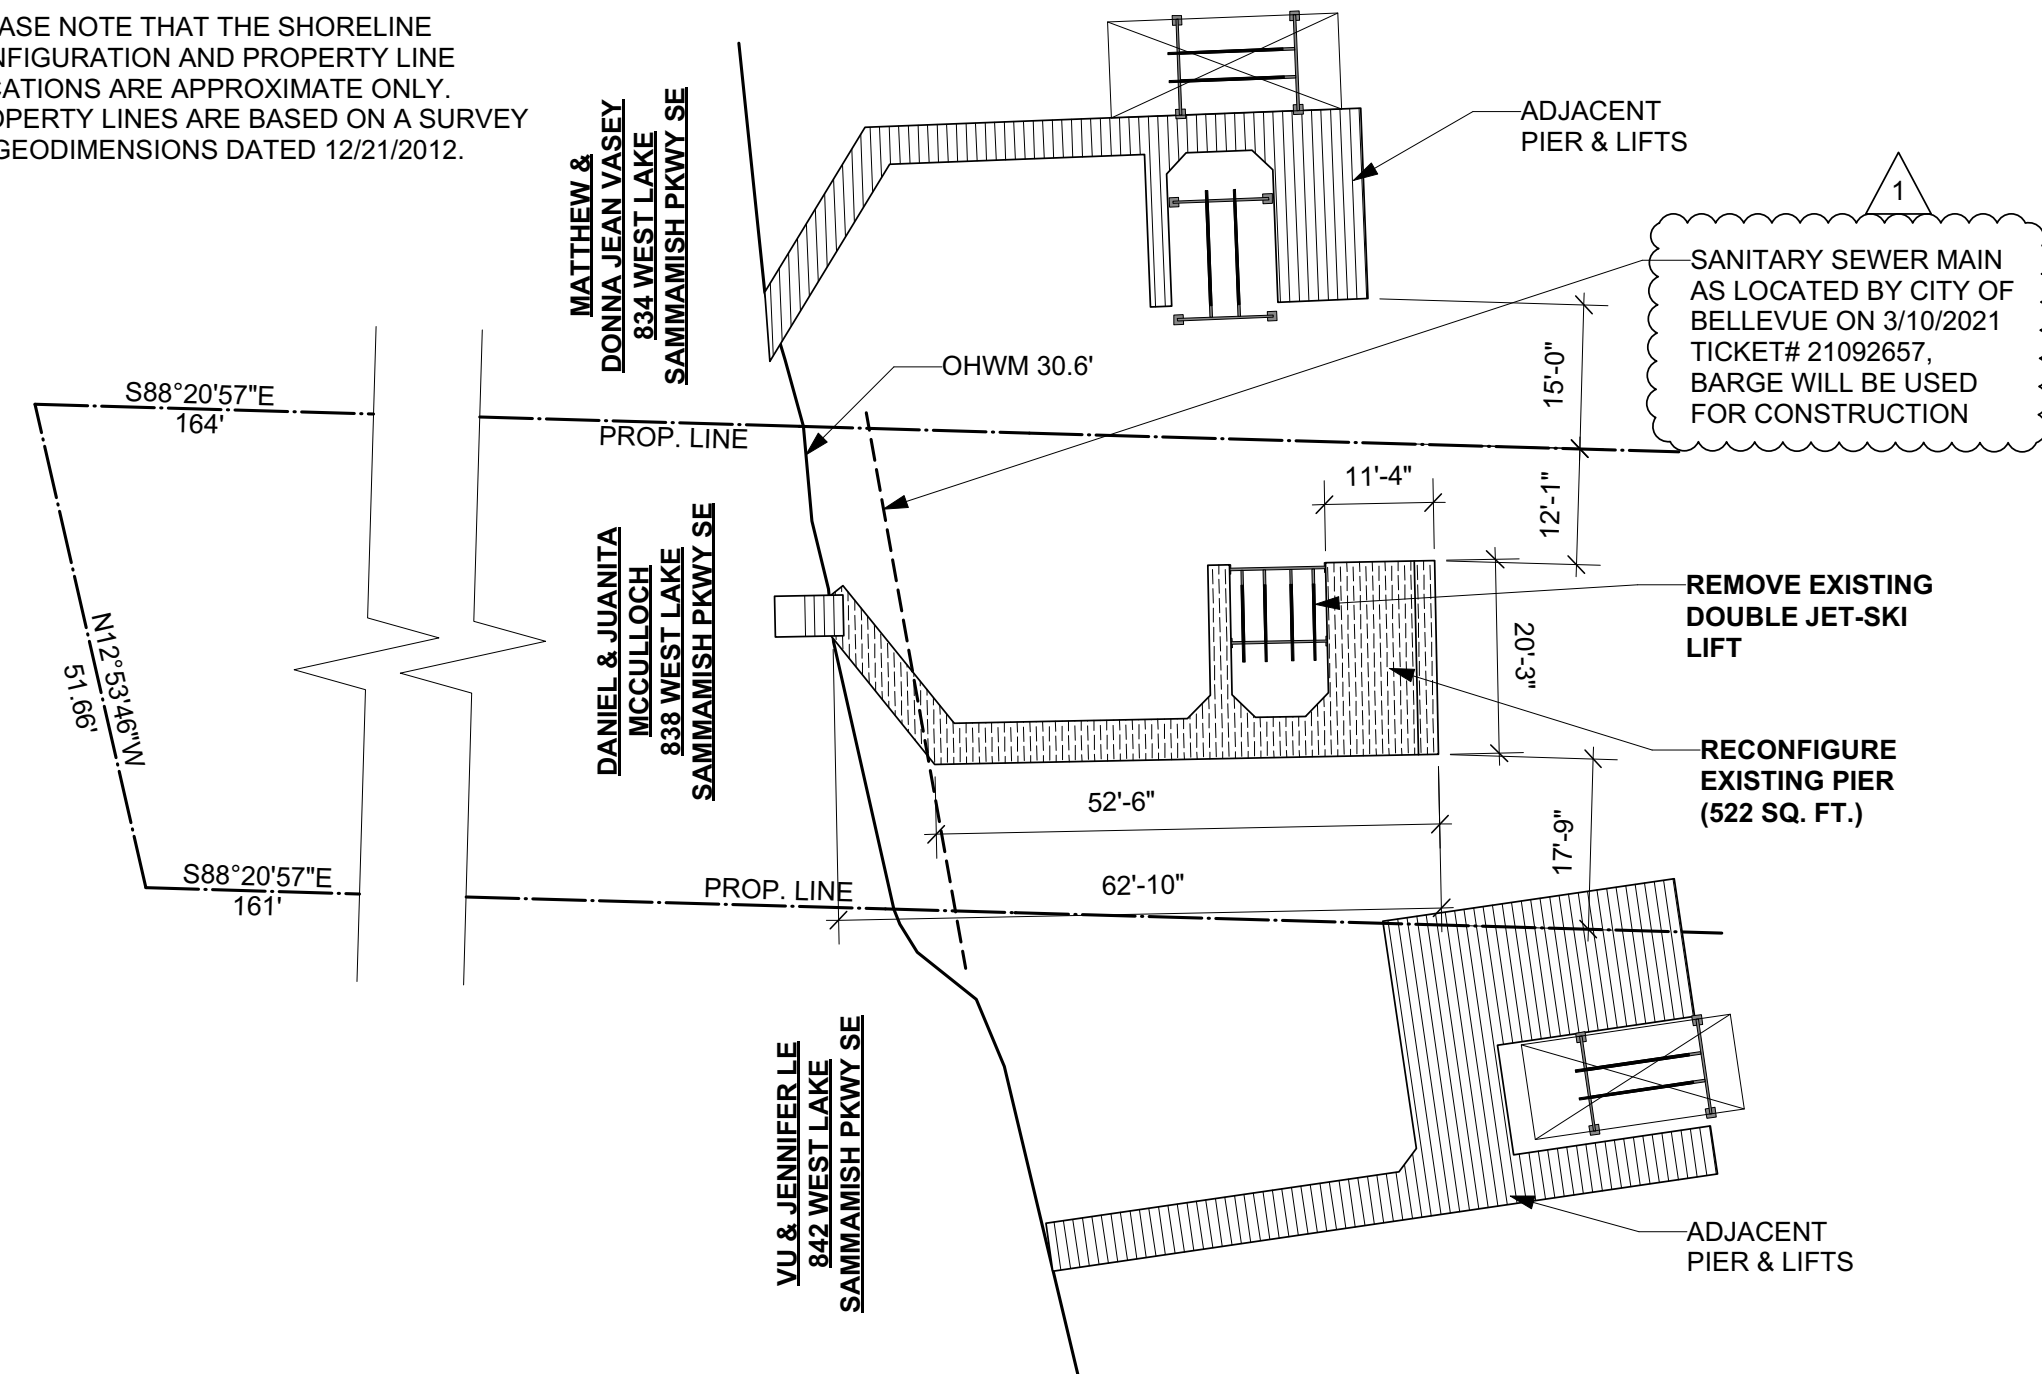 ASE NOTE THAT THE SHORELINE
NFIGURATION AND PROPERTY LINE
CATIONS ARE APPROXIMATE ONLY.
OPERTY LINES ARE BASED ON A SURVEY
GEODIMENSIONS DATED 12/21/2012.
MATTHEW &
DONNA JEAN VASEY
834 WEST LAKE
SAMMAMISH PKWY SE
ADJACENT
PIER & LIFTS
1
SANITARY SEWER MAIN
AS LOCATED BY CITY OF
BELLEVUE ON 3/10/2021
TICKET# 21092657,
BARGE WILL BE USED
FOR CONSTRUCTION
OHWM 30.6'
15'-0"
S88°20'57"E
164'
PROP. LINE
11'-4"
12'-1"
DANIEL & JUANITA
MCCULLOCH
838 WEST LAKE
SAMMAMISH PKWY SE
REMOVE EXISTING
DOUBLE JET-SKI
LIFT
20'-3"
N12°53'46"W
51.66'
RECONFIGURE
EXISTING PIER
(522 SQ. FT.)
52'-6"
17'-9"
S88°20'57"E
161'
PROP. LINE
62'-10"
VU & JENNIFER LE
842 WEST LAKE
SAMMAMISH PKWY SE
ADJACENT
PIER & LIFTS